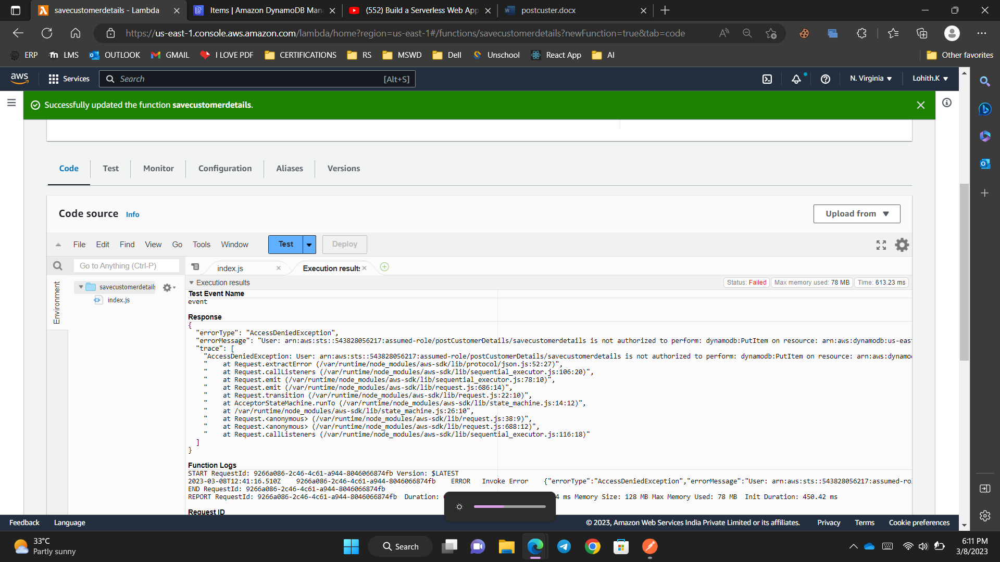 savecustomerdetails - Lambda
Items | Amazon DynamoDB Man
(552) Build a Serverless Web App
postcuster.docx
https://us-east-1.console.aws.amazon.com/lambda/home?region=us-east-1#/functions/savecustomerdetails?newFunction=true&tab=code
ERP
LMS
OUTLOOK
GMAIL
I LOVE PDF
CERTIFICATIONS
RS
MSWD
Dell
Unschool
React App
AI
Other favorites
aws
Services
Search
[Alt+S]
N. Virginia
Lohith.K
Successfully updated the function savecustomerdetails.
Code
Test
Monitor
Configuration
Aliases
Versions
Code source
Info
Upload from
File
Edit
Find
View
Go
Tools
Window
Test
Deploy
Go to Anything (Ctrl-P)
index.js
Execution results
Environment
savecustomerdetails
index.js
Execution results
Status: Failed
Max memory used: 78 MB
Time: 613.23 ms
Test Event Name
event
Response
{
"errorType": "AccessDeniedException",
"errorMessage": "User: arn:aws:sts::543828056217:assumed-role/postCustomerDetails/savecustomerdetails is not authorized to perform: dynamodb:PutItem on resource: arn:aws:dynamodb:us-east
"trace": [
"AccessDeniedException: User: arn:aws:sts::543828056217:assumed-role/postCustomerDetails/savecustomerdetails is not authorized to perform: dynamodb:PutItem on resource: arn:aws:dynamo
"    at Request.extractError (/var/runtime/node_modules/aws-sdk/lib/protocol/json.js:52:27)",
"    at Request.callListeners (/var/runtime/node_modules/aws-sdk/lib/sequential_executor.js:106:20)",
"    at Request.emit (/var/runtime/node_modules/aws-sdk/lib/sequential_executor.js:78:10)",
"    at Request.emit (/var/runtime/node_modules/aws-sdk/lib/request.js:686:14)",
"    at Request.transition (/var/runtime/node_modules/aws-sdk/lib/request.js:22:10)",
"    at AcceptorStateMachine.runTo (/var/runtime/node_modules/aws-sdk/lib/state_machine.js:14:12)",
"    at /var/runtime/node_modules/aws-sdk/lib/state_machine.js:26:10",
"    at Request.<anonymous> (/var/runtime/node_modules/aws-sdk/lib/request.js:38:9)",
"    at Request.<anonymous> (/var/runtime/node_modules/aws-sdk/lib/request.js:688:12)",
"    at Request.callListeners (/var/runtime/node_modules/aws-sdk/lib/sequential_executor.js:116:18)"
]
}
Function Logs
START RequestId: 9266a086-2c46-4c61-a944-8046066874fb Version: $LATEST
2023-03-08T12:41:16.510Z    9266a086-2c46-4c61-a944-8046066874fb    ERROR   Invoke Error    {"errorType":"AccessDeniedException","errorMessage":"User: arn:aws:sts::543828056217:assumed-ro
END RequestId: 9266a086-2c46-4c61-a944-8046066874fb
REPORT RequestId: 9266a086-2c46-4c61-a944-8046066874fb  Duration: 4 ms Memory Size: 128 MB Max Memory Used: 78 MB  Init Duration: 450.42 ms
Request ID
Feedback
Language
© 2023, Amazon Web Services India Private Limited or its affiliates.
Privacy
Terms
Cookie preferences
33°C
Partly sunny
Search
6:11 PM
3/8/2023